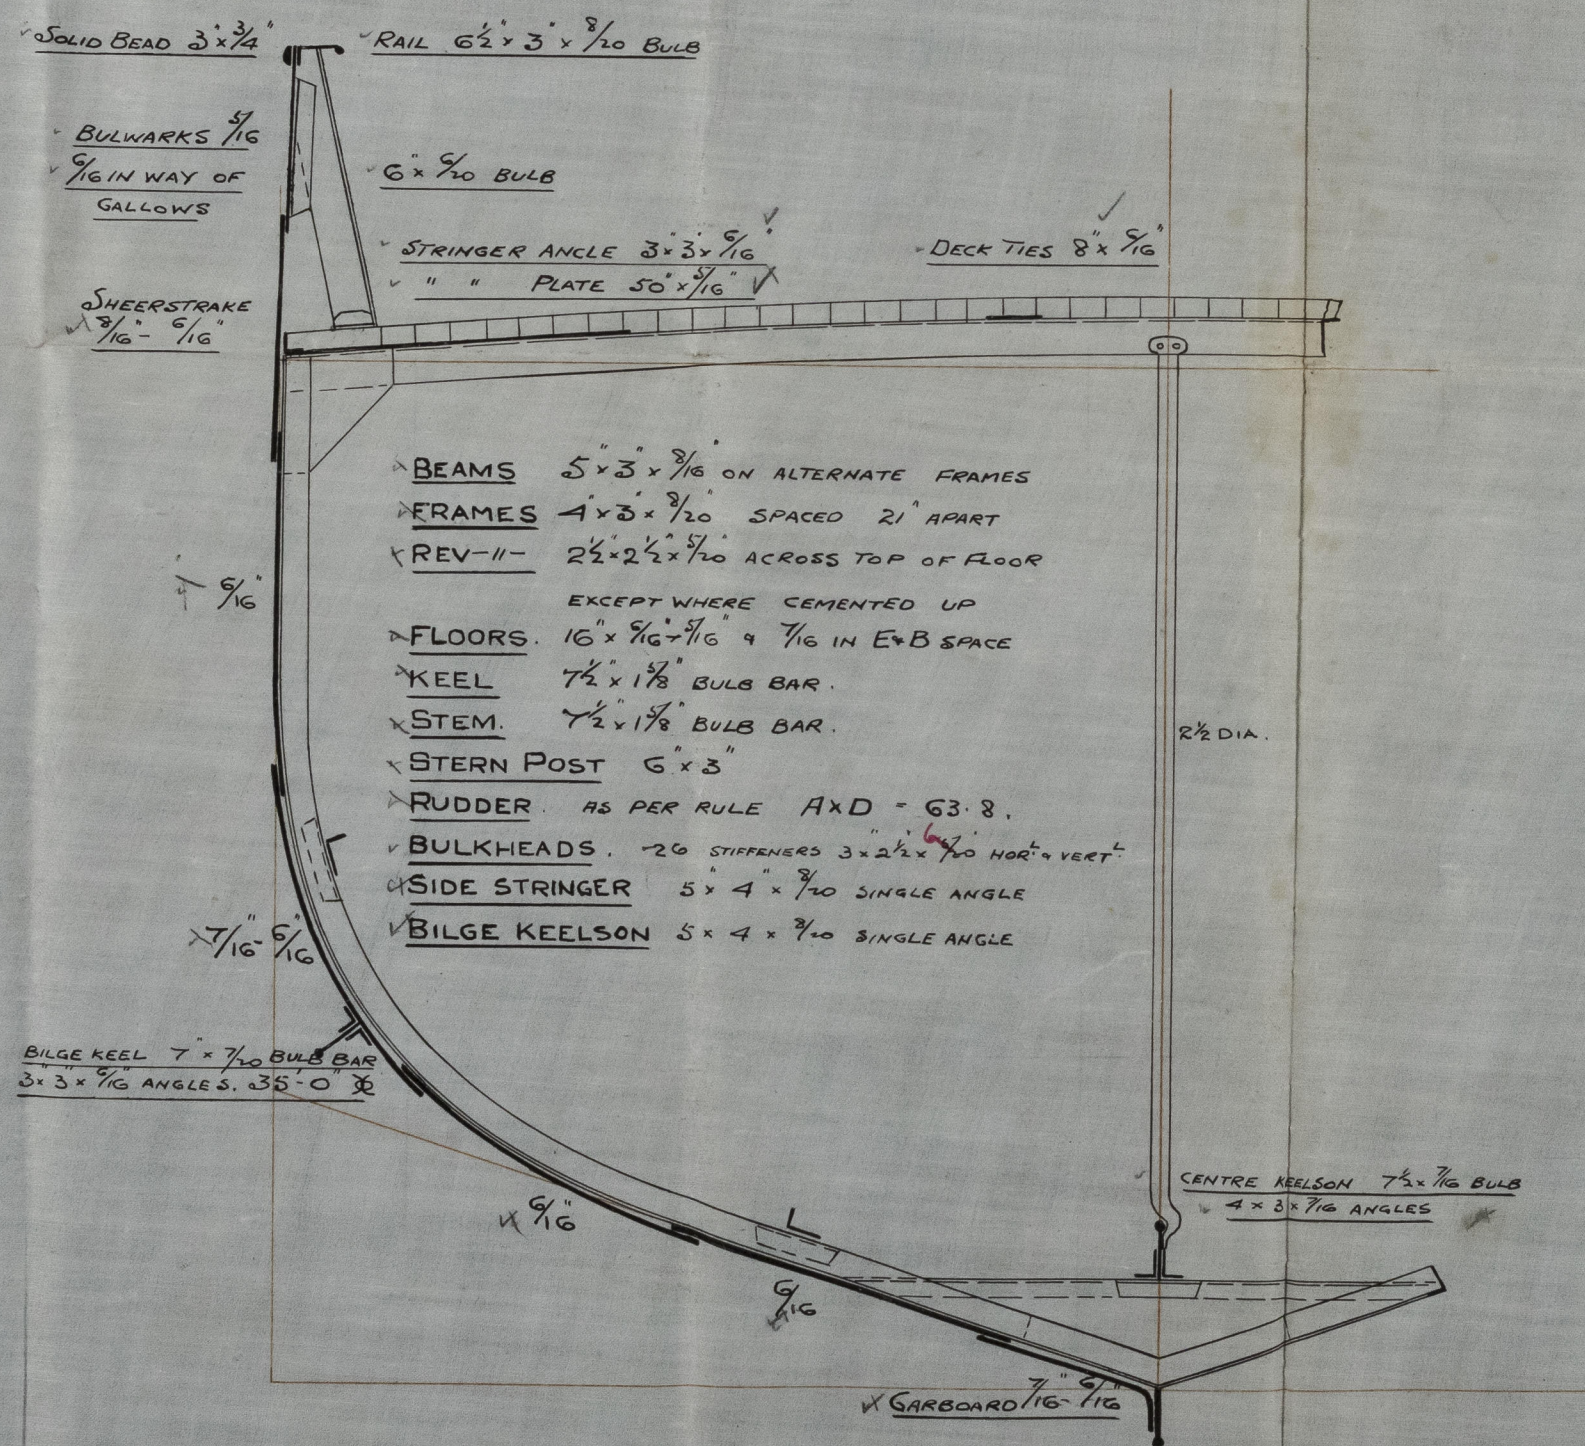 SOLID BEAD 3"×3/4"
RAIL 6½"×3"×8/20 BULB
BULWARKS 5/16
6/16 IN WAY OF
GALLOWS
6"×6/20 BULB
STRINGER ANGLE 3"×3"×6/16"
" " PLATE 50"×5/16"
DECK TIES 8"×6/16"
SHEERSTRAKE
8/16"- 6/16"
BEAMS 5"×3"×8/16" ON ALTERNATE FRAMES
FRAMES 4"×3"×8/20" SPACED 21" APART
REV-"- 2½"×2½"×5/20" ACROSS TOP OF FLOOR
EXCEPT WHERE CEMENTED UP
6/16"
FLOORS. 16"×6/16"-5/16" & 7/16 IN E&B SPACE
KEEL 7½"×1⅝" BULB BAR.
STEM. 7½"×1⅝" BULB BAR.
2½ DIA.
STERN POST 6"×3"
RUDDER. AS PER RULE A×D = 63.8.
BULKHEADS. -26 STIFFENERS 3"×2½"× 6/20 HORL & VERTL
SIDE STRINGER 5"×4"×8/20 SINGLE ANGLE
BILGE KEELSON 5×4×8/20 SINGLE ANGLE
7/16"- 6/16"
BILGE KEEL 7"×7/20 BULB BAR
3"×3"×6/16" ANGLES. 35'-0"
CENTRE KEELSON 7½"×7/16 BULB
4×3×7/16 ANGLES
6/16"
6/16
GARBOARD 7/16"- 6/16"